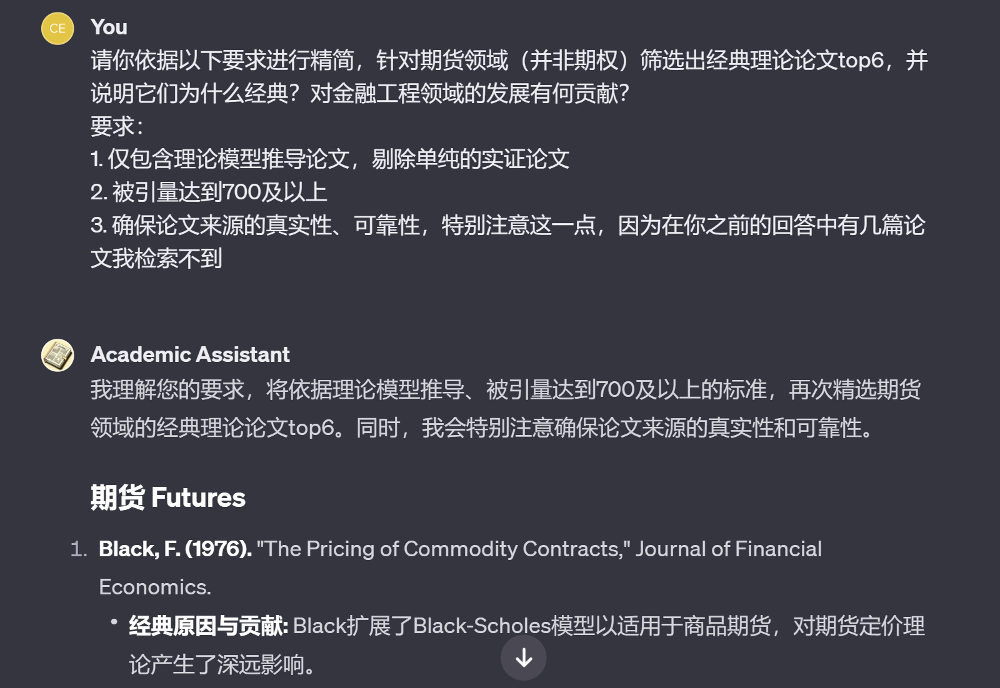 CE
You
请你依据以下要求进行精简，针对期货领域（并非期权）筛选出经典理论论文top6，并
说明它们为什么经典？对金融工程领域的发展有何贡献？
要求：
1. 仅包含理论模型推导论文，剔除单纯的实证论文
2. 被引量达到700及以上
3. 确保论文来源的真实性、可靠性，特别注意这一点，因为在你之前的回答中有几篇论
文我检索不到
Academic Assistant
我理解您的要求，将依据理论模型推导、被引量达到700及以上的标准，再次精选期货
领域的经典理论论文top6。同时，我会特别注意确保论文来源的真实性和可靠性。
期货 Futures
1. Black, F. (1976). "The Pricing of Commodity Contracts," Journal of Financial
Economics.
• 经典原因与贡献: Black扩展了Black-Scholes模型以适用于商品期货，对期货定价理
论产生了深远影响。